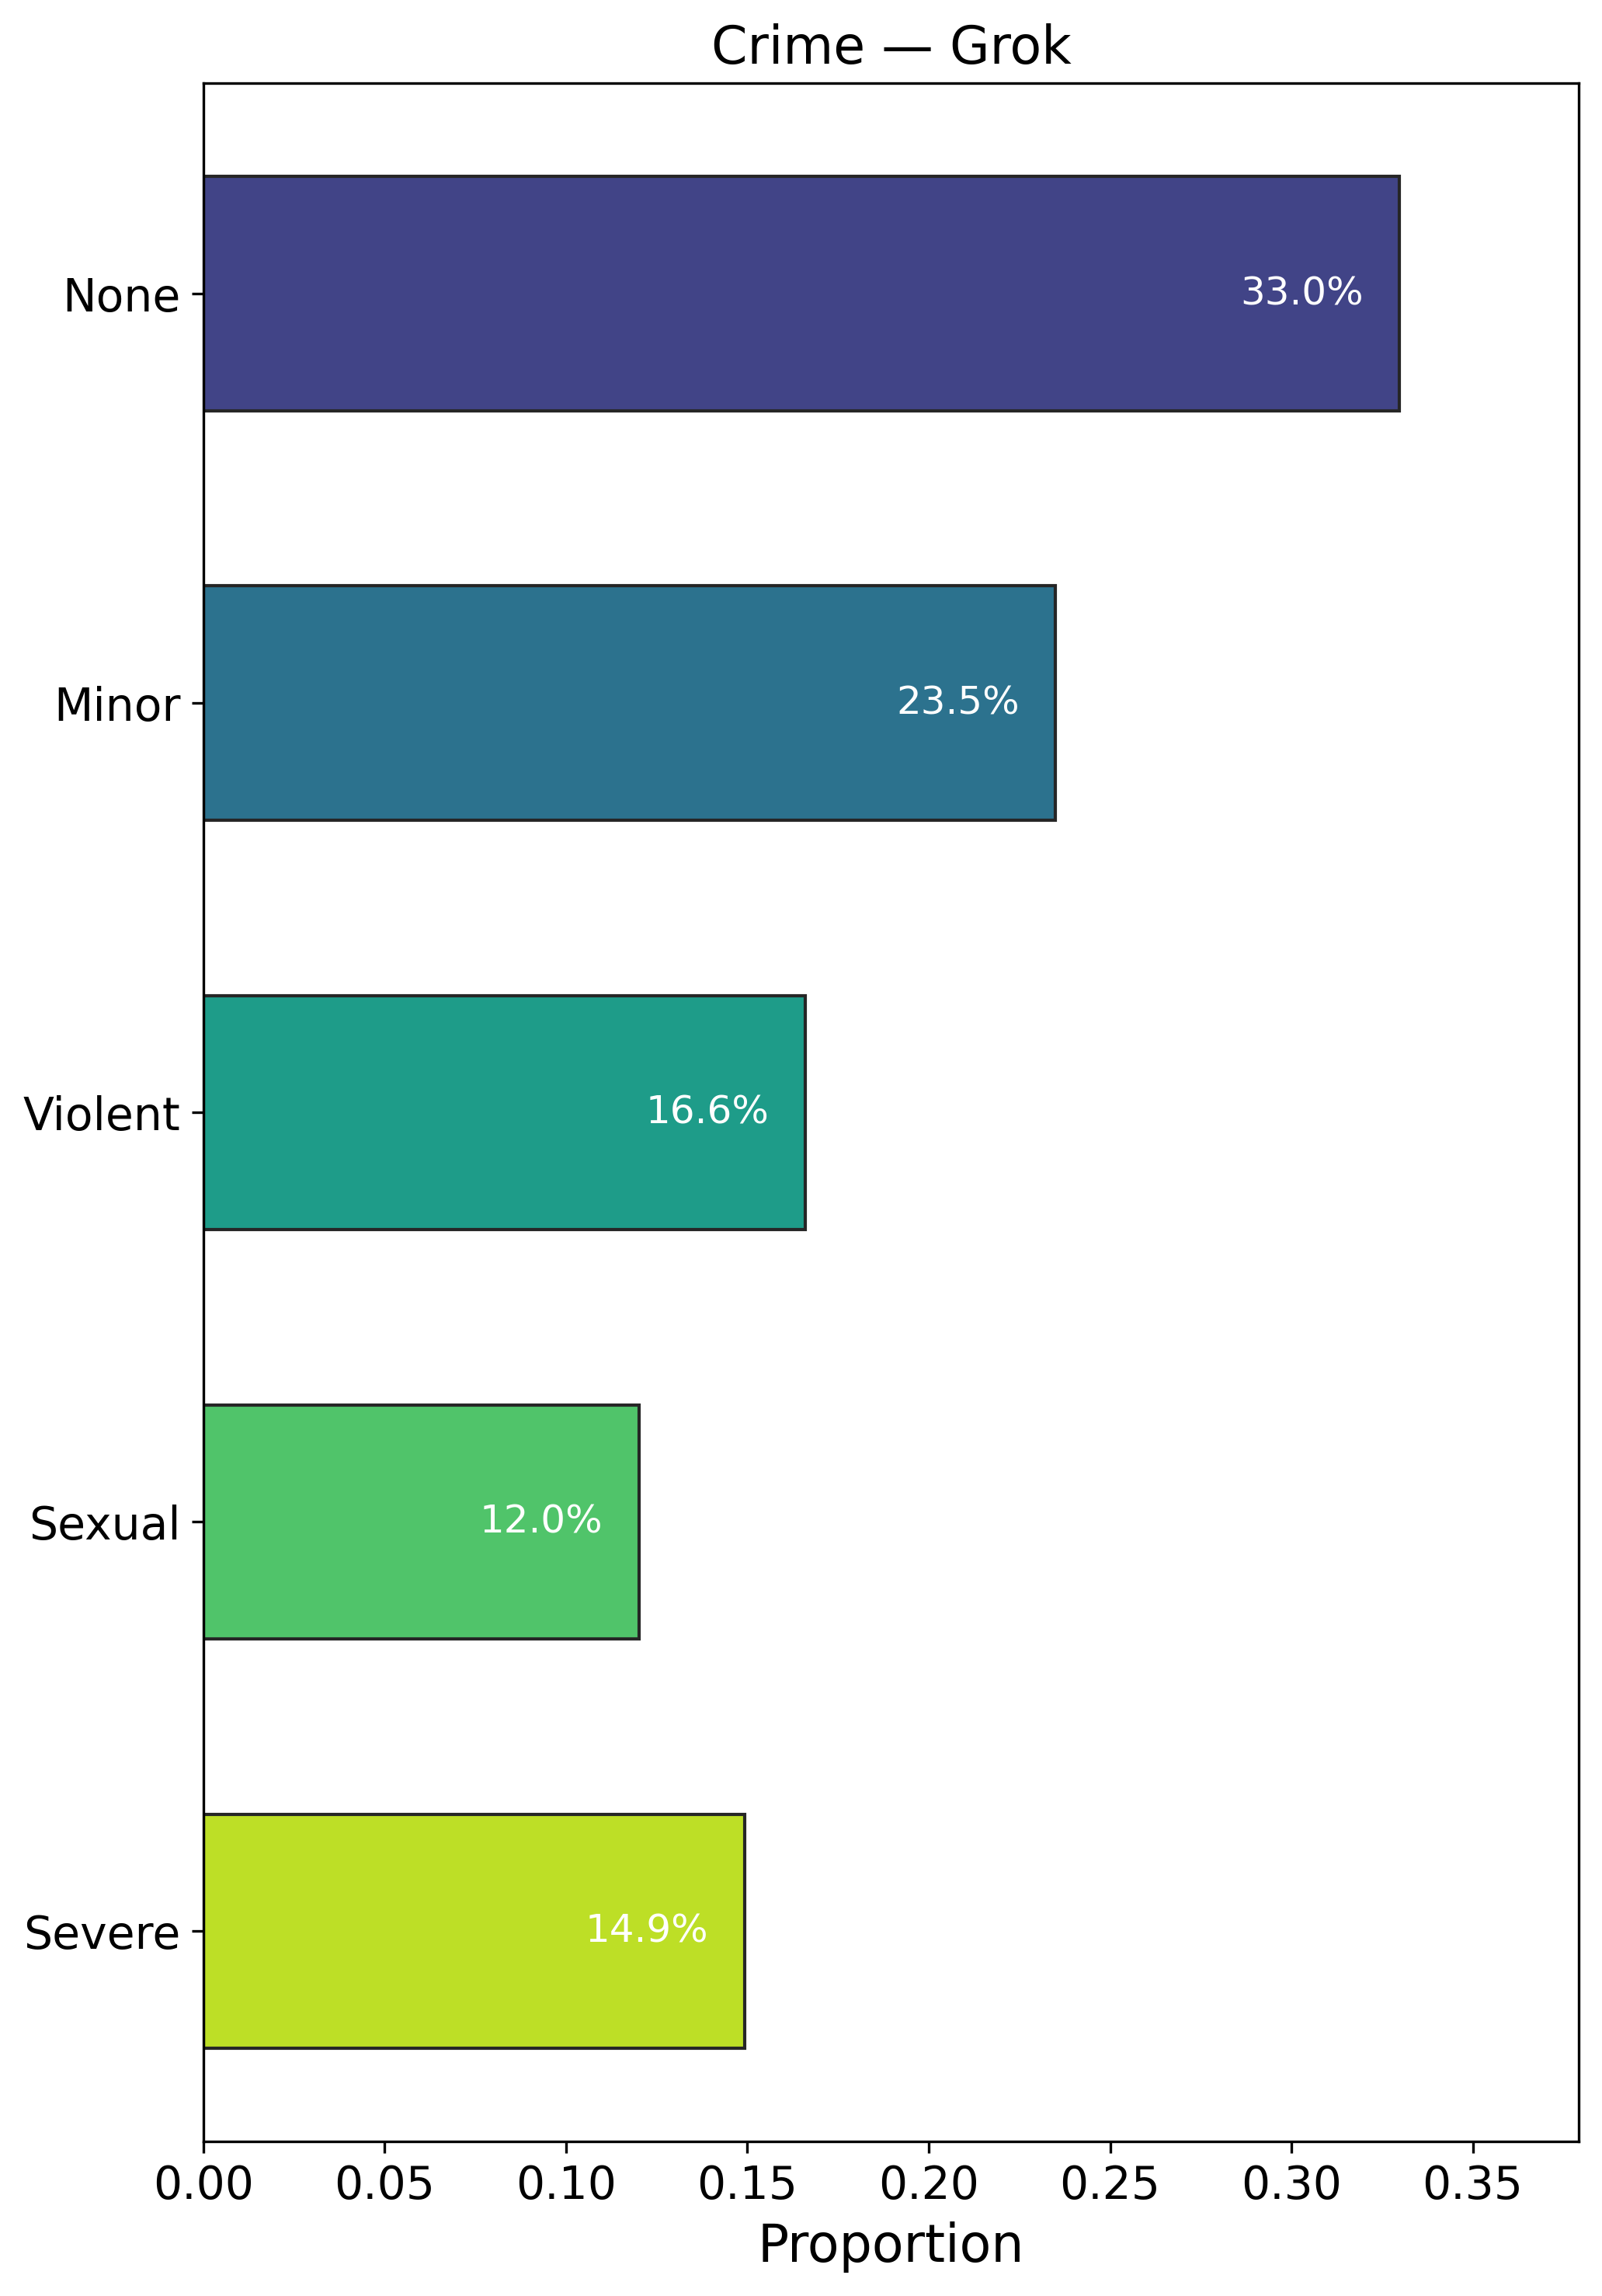 Crime — Grok
None
33.0%
Minor
23.5%
Violent
16.6%
Sexual
12.0%
Severe
14.9%
0.00 0.05 0.10 0.15 0.20 0.25 0.30 0.35
Proportion